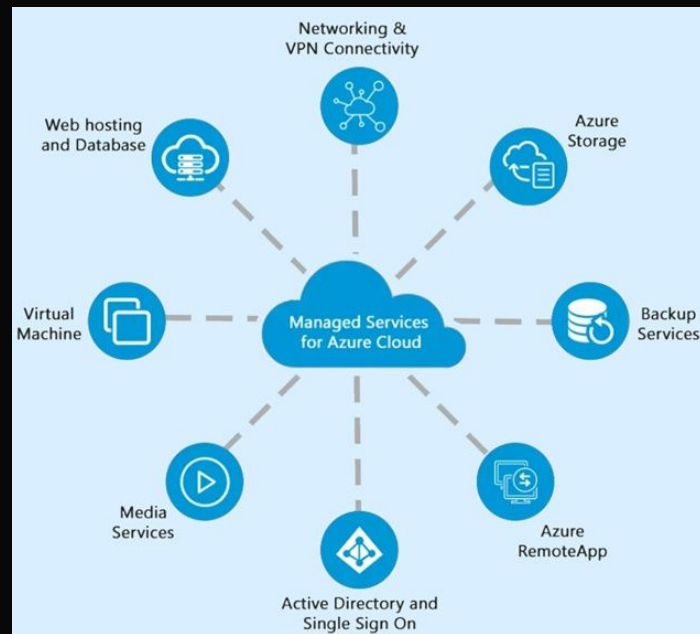 Networking &
VPN Connectivity
Web hosting
and Database
Azure
Storage
Virtual
Machine
Managed Services
for Azure Cloud
Backup
Services
Media
Services
Azure
RemoteApp
Active Directory and
Single Sign On